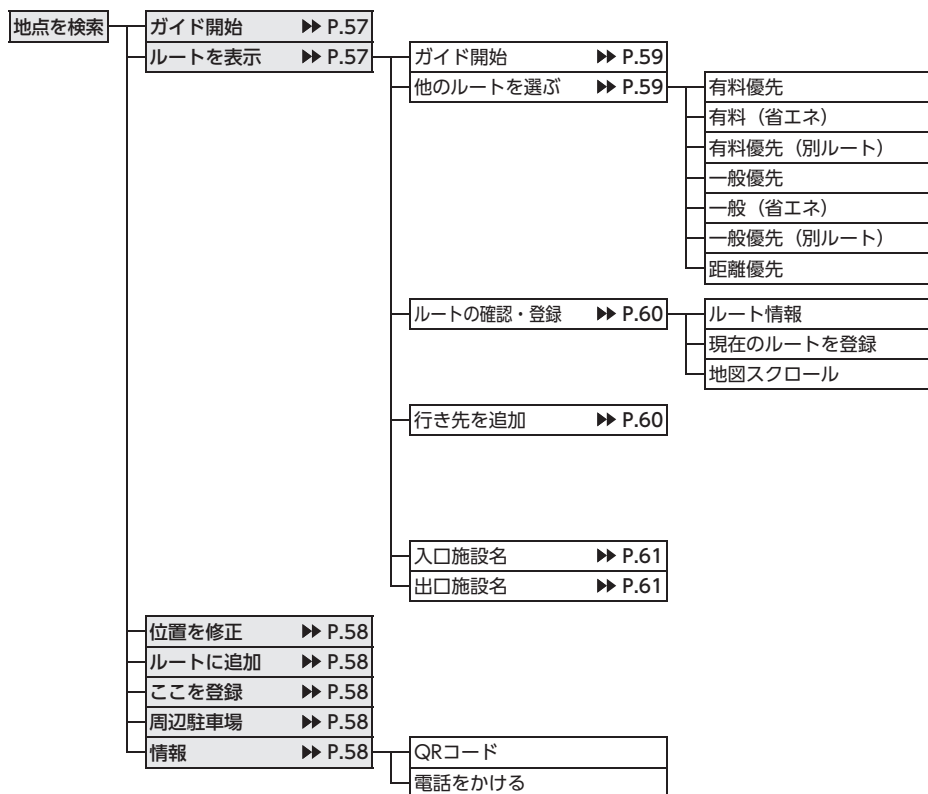 地点を検索
ガイド開始 ▶▶ P.57
ルートを表示 ▶▶ P.57
ガイド開始 ▶▶ P.59
他のルートを選ぶ ▶▶ P.59
有料優先
有料（省エネ）
有料優先（別ルート）
一般優先
一般（省エネ）
一般優先（別ルート）
距離優先
ルートの確認・登録 ▶▶ P.60
ルート情報
現在のルートを登録
地図スクロール
行き先を追加 ▶▶ P.60
入口施設名 ▶▶ P.61
出口施設名 ▶▶ P.61
位置を修正 ▶▶ P.58
ルートに追加 ▶▶ P.58
ここを登録 ▶▶ P.58
周辺駐車場 ▶▶ P.58
情報 ▶▶ P.58
QRコード
電話をかける